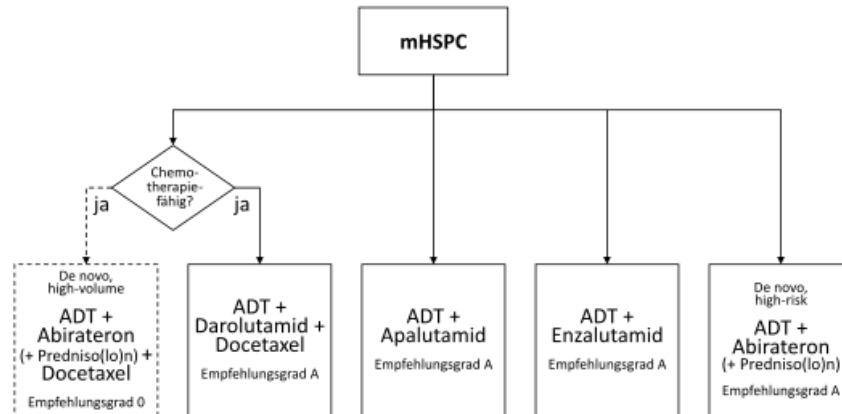 mHSPC
Chemo-
therapie-
fähig?
ja
ja
De novo,
high-volume
ADT +
Abirateron
(+ Predniso(lo)n) +
Docetaxel
Empfehlungsgrad 0
ADT +
Darolutamid +
Docetaxel
Empfehlungsgrad A
ADT +
Apalutamid
Empfehlungsgrad A
ADT +
Enzalutamid
Empfehlungsgrad A
De novo,
high-risk
ADT +
Abirateron
(+ Predniso(lo)n)
Empfehlungsgrad A